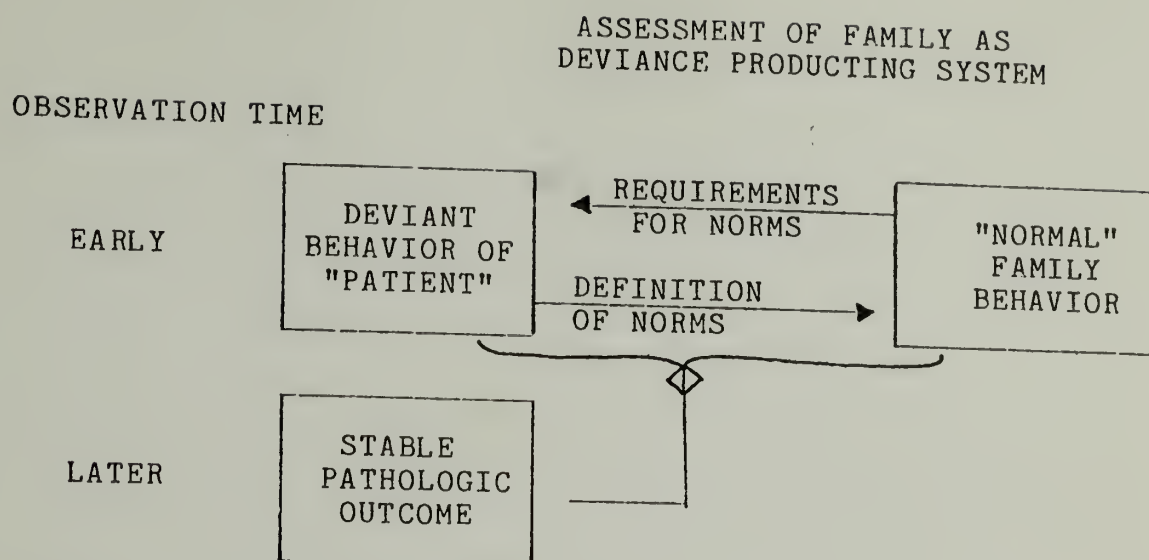 ASSESSMENT OF FAMILY AS
DEVIANCE PRODUCTING SYSTEM
OBSERVATION TIME
EARLY
DEVIANT
BEHAVIOR OF
"PATIENT"
REQUIREMENTS
FOR NORMS
DEFINITION
OF NORMS
"NORMAL"
FAMILY
BEHAVIOR
LATER
STABLE
PATHOLOGIC
OUTCOME